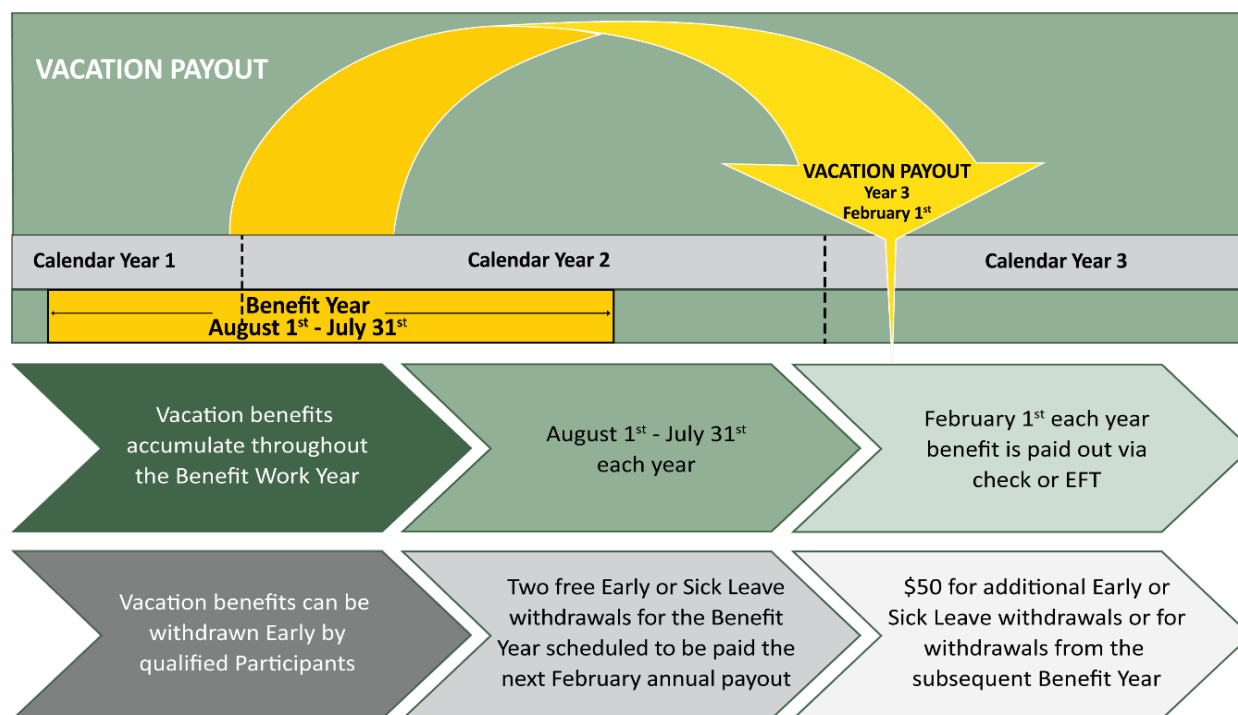 VACATION PAYOUT
VACATION PAYOUT
Year 3
February 1st
Calendar Year 1
Calendar Year 2
Calendar Year 3
Benefit Year
August 1st - July 31st
Vacation benefits
accumulate throughout
the Benefit Work Year
August 1st - July 31st
each year
February 1st each year
benefit is paid out via
check or EFT
Vacation benefits can be
withdrawn Early by
qualified Participants
Two free Early or Sick Leave
withdrawals for the Benefit
Year scheduled to be paid the
next February annual payout
$50 for additional Early or
Sick Leave withdrawals or for
withdrawals from the
subsequent Benefit Year